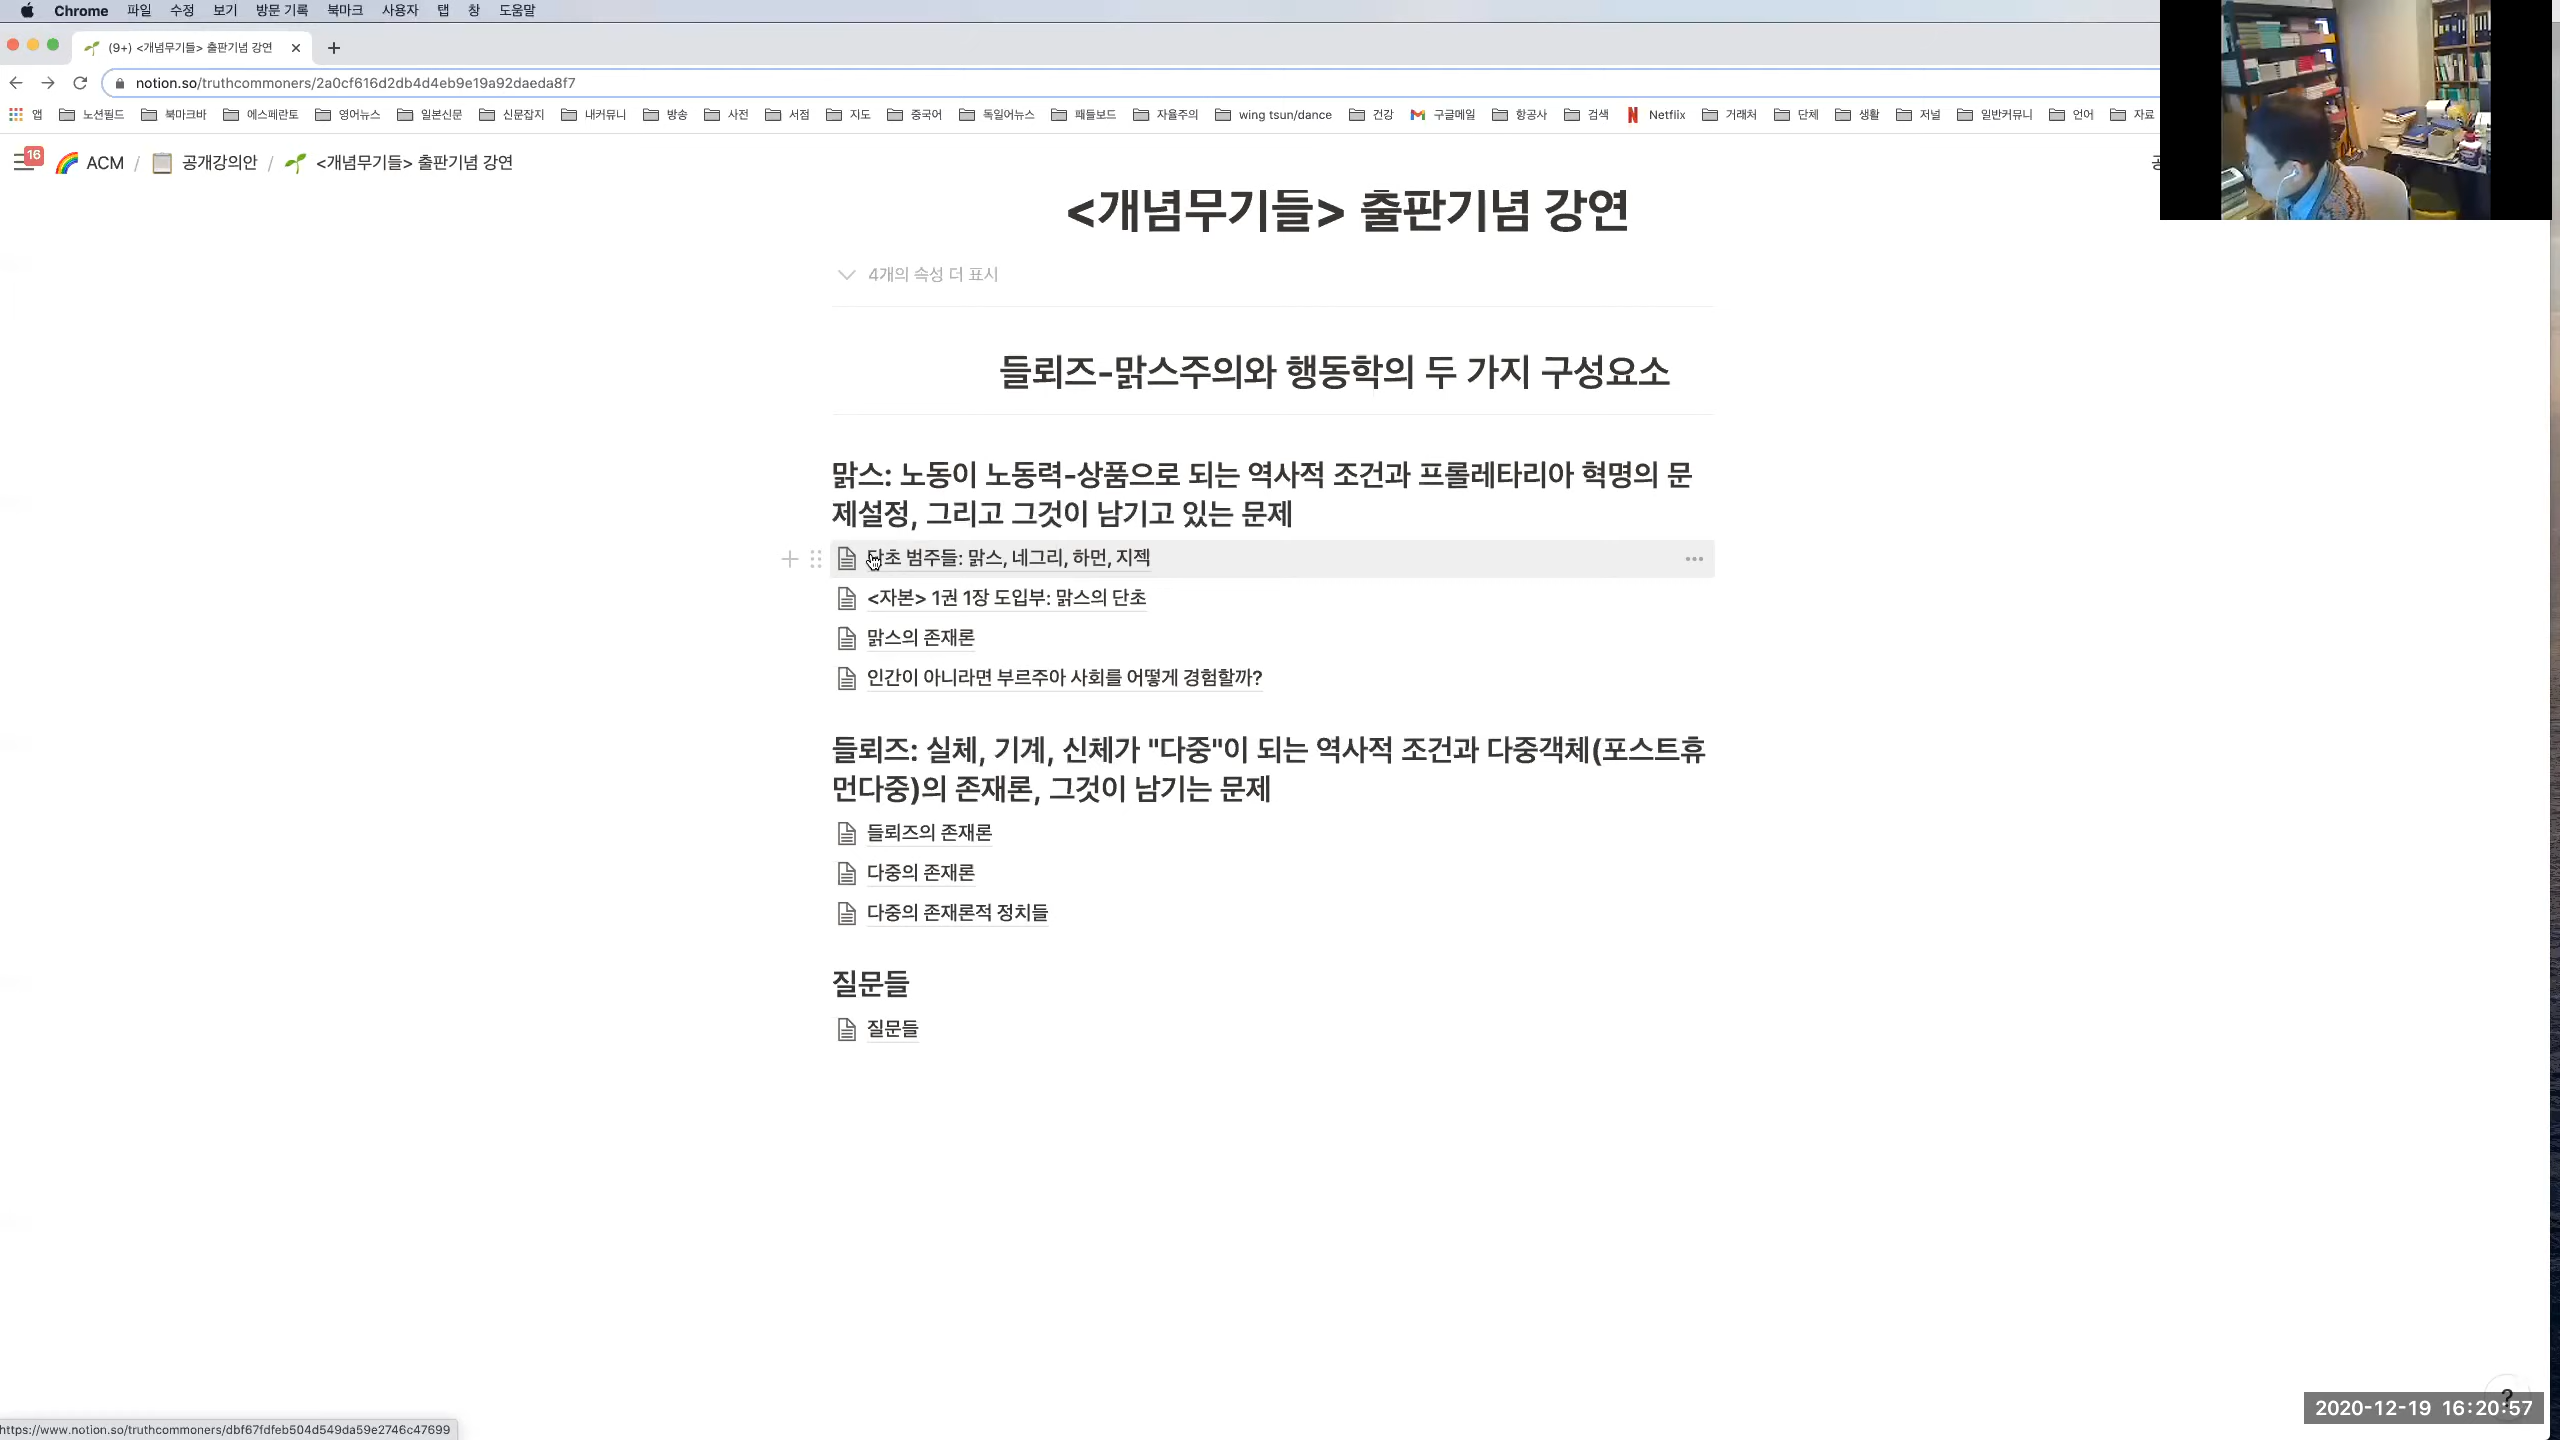 Chrome 파일 수정 보기 방문 기록 북마크 사용자 탭 창 도움말
(9+) <개념무기들> 출판기념 강연
notion.so/truthcommoners/2a0cf616d2db4d4eb9e19a92daeda8f7
앱 노션필드 북마크바 에스페란토 영어뉴스 일본신문 신문잡지 내커뮤니 방송 사전 서점 지도 중국어 독일어뉴스 패들보드 자율주의 wing tsun/dance 건강 구글메일 항공사 검색 Netflix 거래처 단체 생활 저널 일반커뮤니 언어 자료
16 ACM / 공개강의안 / <개념무기들> 출판기념 강연
<개념무기들> 출판기념 강연
4개의 속성 더 표시
들뢰즈-맑스주의와 행동학의 두 가지 구성요소
맑스: 노동이 노동력-상품으로 되는 역사적 조건과 프롤레타리아 혁명의 문
제설정, 그리고 그것이 남기고 있는 문제
단초 범주들: 맑스, 네그리, 하먼, 지젝
<자본> 1권 1장 도입부: 맑스의 단초
맑스의 존재론
인간이 아니라면 부르주아 사회를 어떻게 경험할까?
들뢰즈: 실체, 기계, 신체가 "다중"이 되는 역사적 조건과 다중객체(포스트휴
먼다중)의 존재론, 그것이 남기는 문제
들뢰즈의 존재론
다중의 존재론
다중의 존재론적 정치들
질문들
질문들
?
2020-12-19 16:20:57
https://www.notion.so/truthcommoners/dbf67fdfeb504d549da59e2746c47699